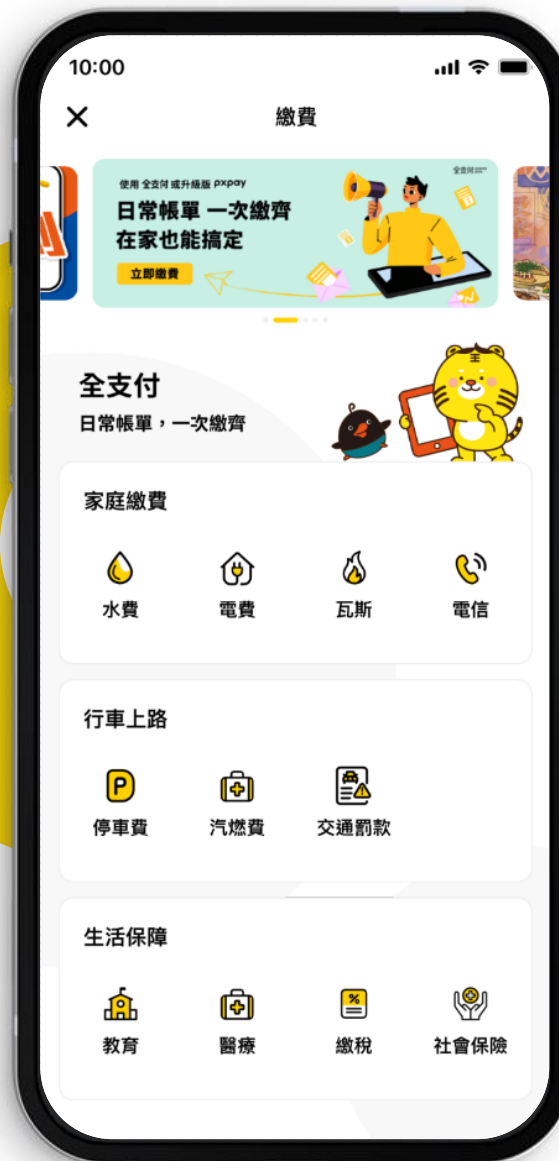 10:00
繳費
使用 全支付 或升級版 pxpay
日常帳單 一次繳齊
在家也能搞定
立即繳費
全支付
全支付
日常帳單，一次繳齊
家庭繳費
水費
電費
瓦斯
電信
行車上路
P
停車費
汽燃費
交通罰款
生活保障
教育
醫療
%
繳稅
社會保險
王